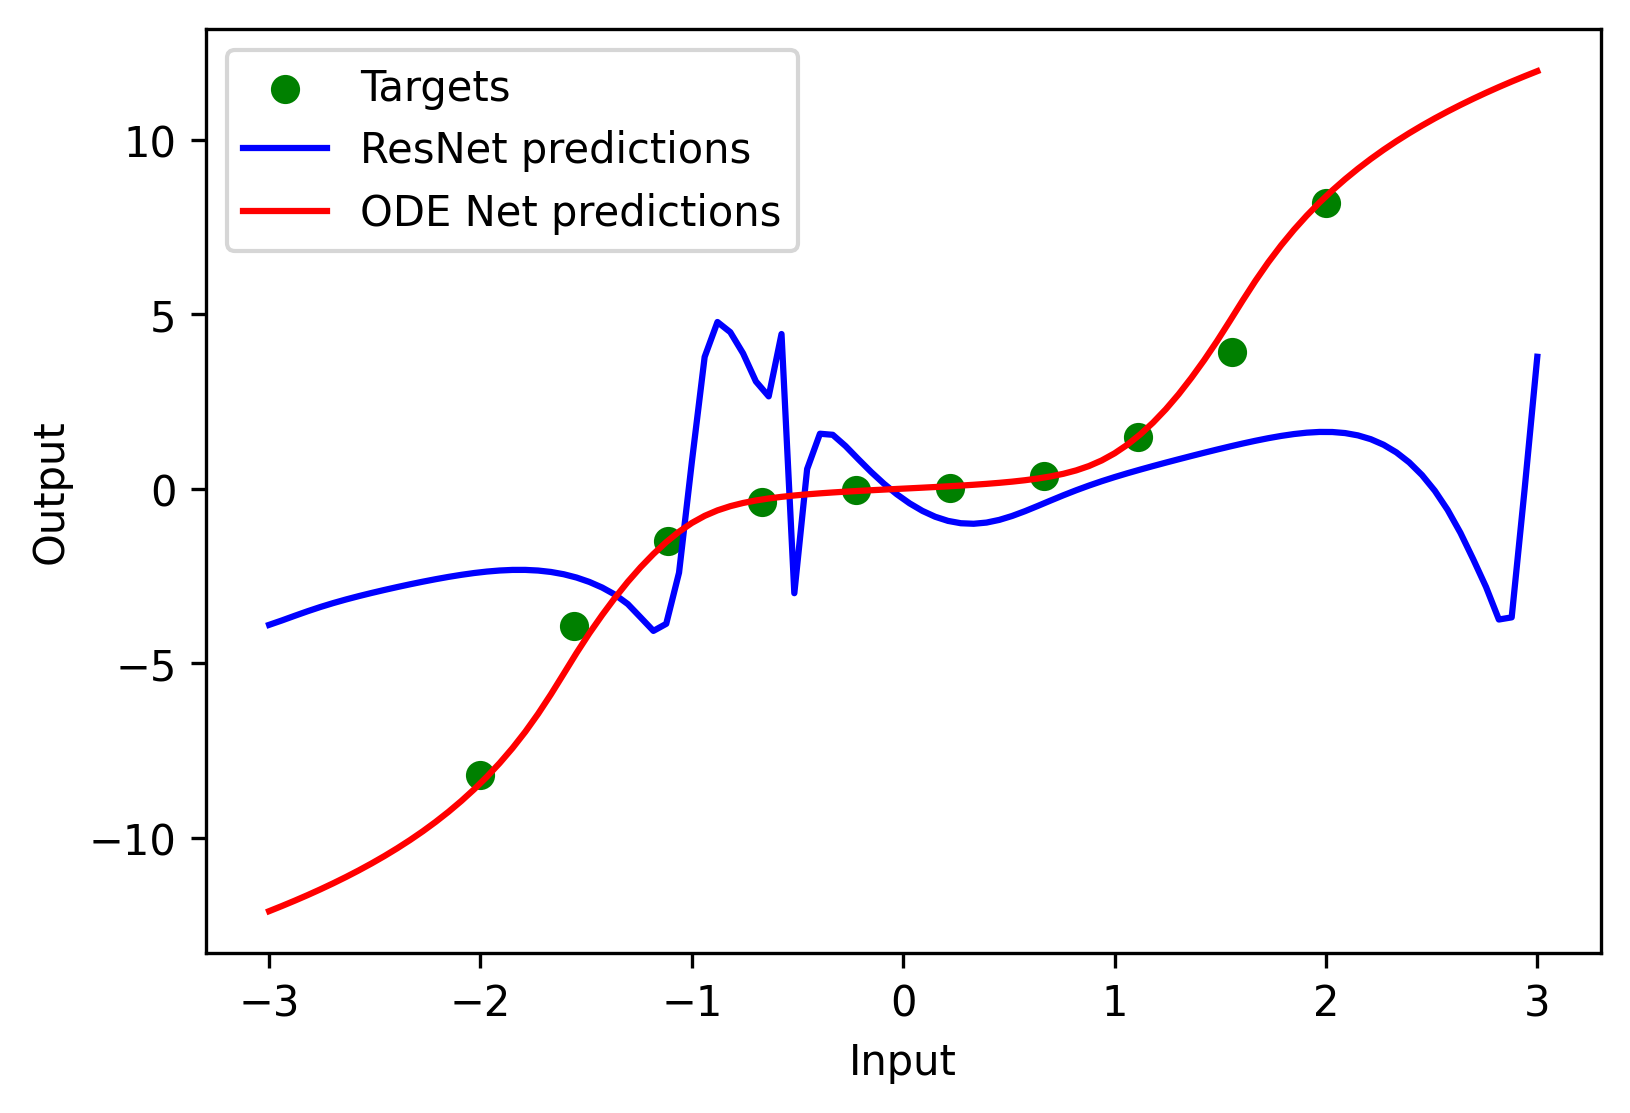 Targets
ResNet predictions
ODE Net predictions
10
5
0
−5
−10
Output
−3 −2 −1 0 1 2 3
Input